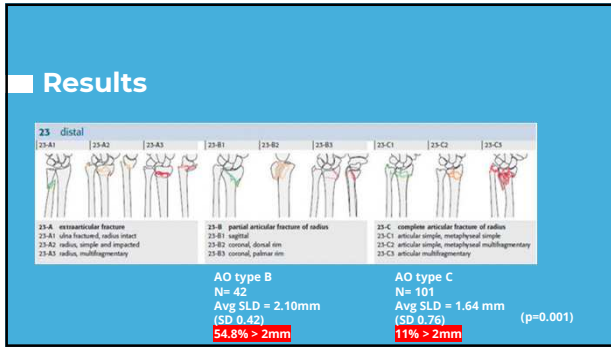 Results
23 distal
23-A1 23-A2 23-A3 23-B1 23-B2 23-B3 23-C1 23-C2 23-C3
23-A extraarticular fracture
23-A1 ulna fractured, radius intact
23-A2 radius, simple and impacted
23-A3 radius, multifragmentary
23-B partial articular fracture of radius
23-B1 sagittal
23-B2 coronal, dorsal rim
23-B3 coronal, palmar rim
23-C complete articular fracture of radius
23-C1 articular simple, metaphyseal simple
23-C2 articular simple, metaphyseal multifragmentary
23-C3 articular multifragmentary
AO type B
N= 42
Avg SLD = 2.10mm
(SD 0.42)
54.8% > 2mm
AO type C
N= 101
Avg SLD = 1.64 mm
(SD 0.76)
11% > 2mm
(p=0.001)